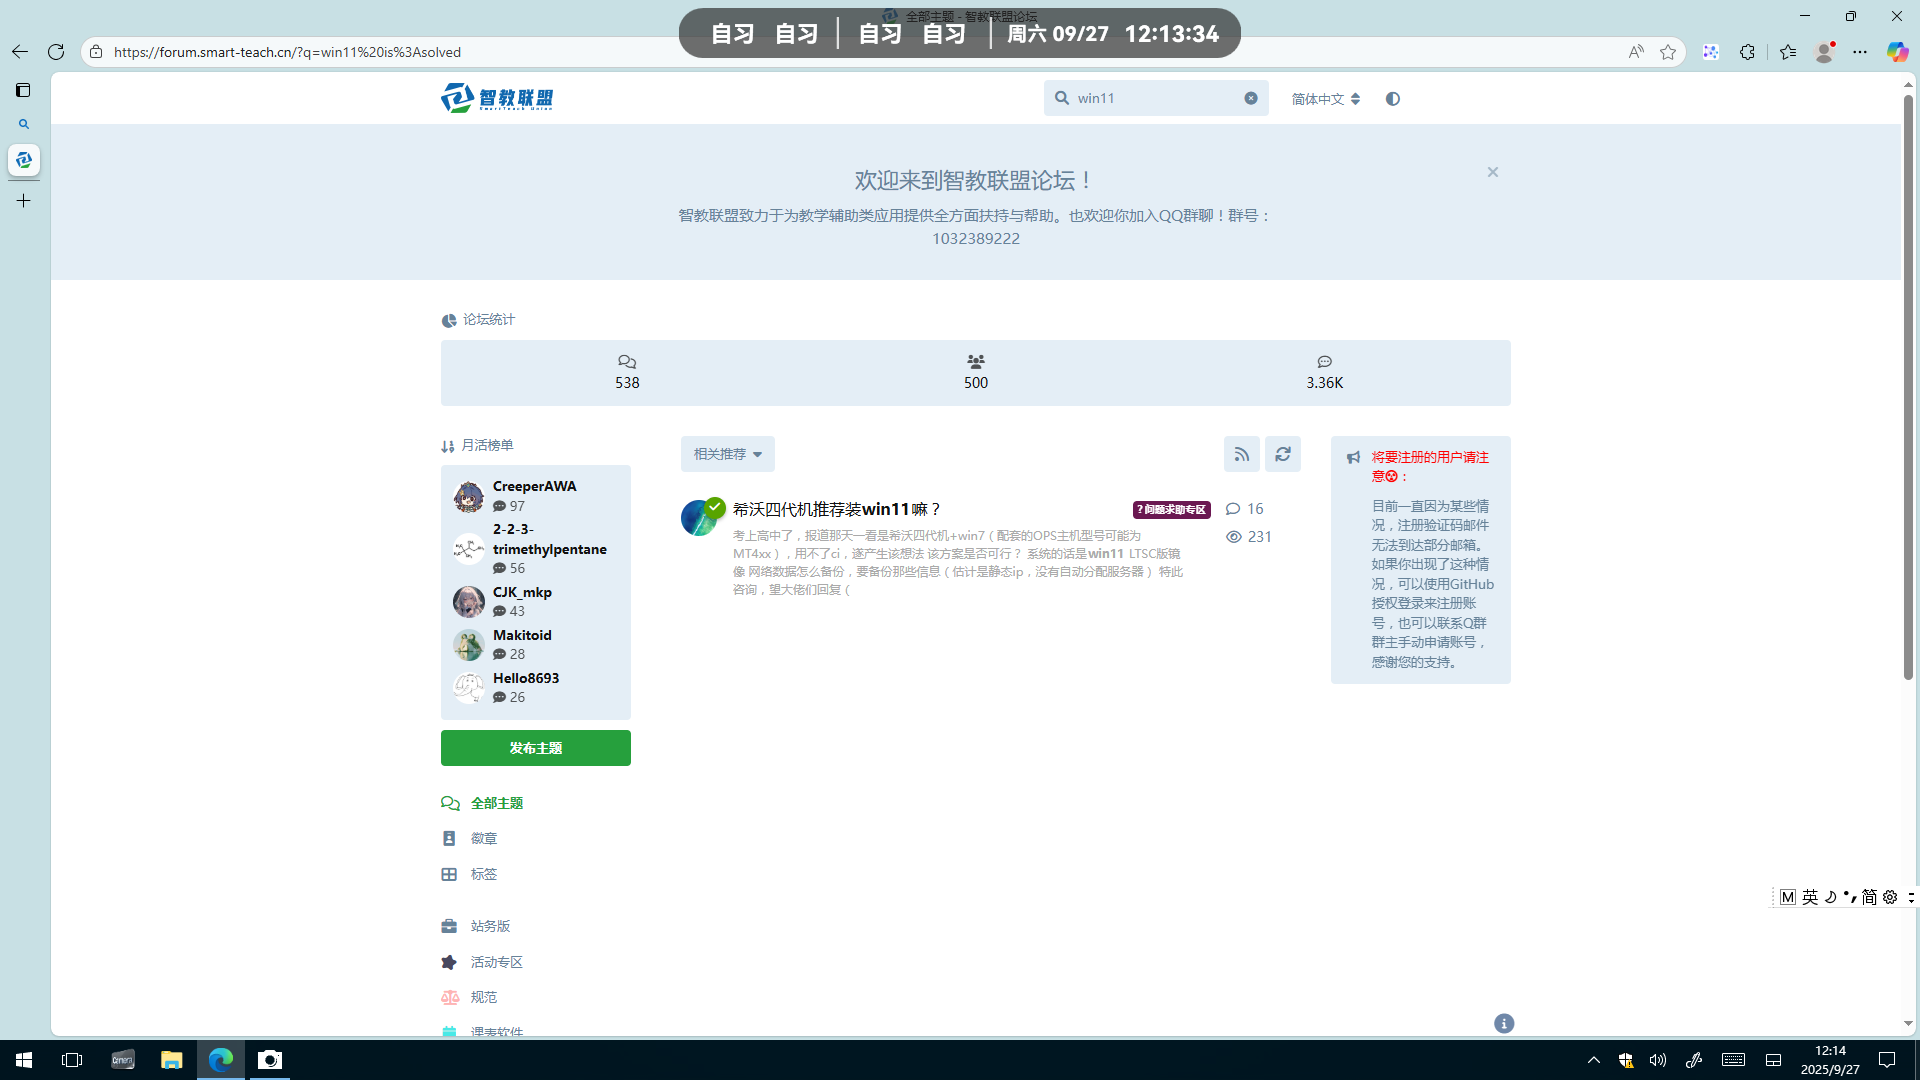 全部主题 - 智教联盟论坛
自习 自习 | 自习 自习 | 周六 09/27 12:13:34
https://forum.smart-teach.cn/?q=win11%20is%3Asolved
智教联盟
SmartTeach Union
win11
简体中文
欢迎来到智教联盟论坛！
智教联盟致力于为教学辅助类应用提供全方面扶持与帮助。也欢迎你加入QQ群聊！群号：
1032389222
论坛统计
538
500
3.36K
月活榜单
CreeperAWA
97
2-2-3-
trimethylpentane
56
CJK_mkp
43
Makitoid
28
Hello8693
26
发布主题
全部主题
徽章
标签
站务版
活动专区
规范
课表软件
相关推荐
希沃四代机推荐装win11嘛？
?问题求助专区
16
231
考上高中了，报道那天一看是希沃四代机+win7（配套的OPS主机型号可能为
MT4xx），用不了ci，遂产生该想法 该方案是否可行？ 系统的话是win11 LTSC版镜
像 网络数据怎么备份，要备份那些信息（估计是静态ip，没有自动分配服务器） 特此
咨询，望大佬们回复（
将要注册的用户请注
意😰：
目前一直因为某些情
况，注册验证码邮件
无法到达部分邮箱。
如果你出现了这种情
况，可以使用GitHub
授权登录来注册账
号，也可以联系Q群
群主手动申请账号，
感谢您的支持。
M 英 简
12:14
2025/9/27